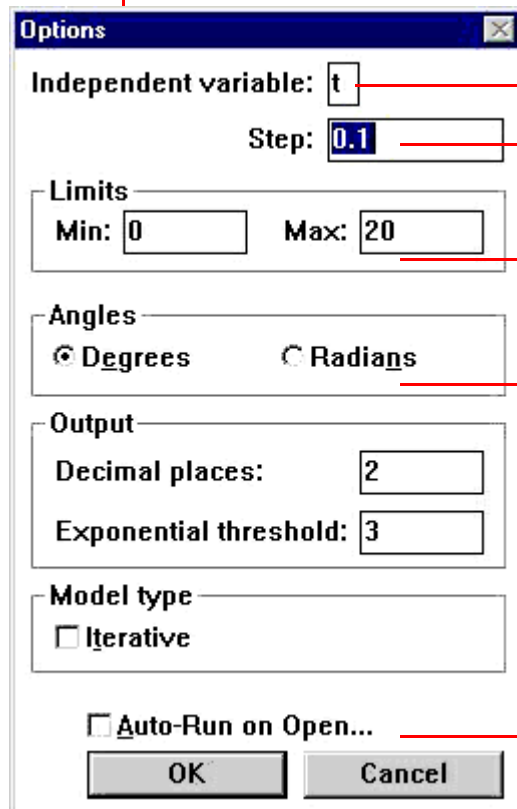 Options
Independent variable: t
Step: 0.1
Limits
Min: 0 Max: 20
Angles
Degrees Radians
Output
Decimal places: 2
Exponential threshold: 3
Model type
Iterative
Auto-Run on Open...
OK Cancel